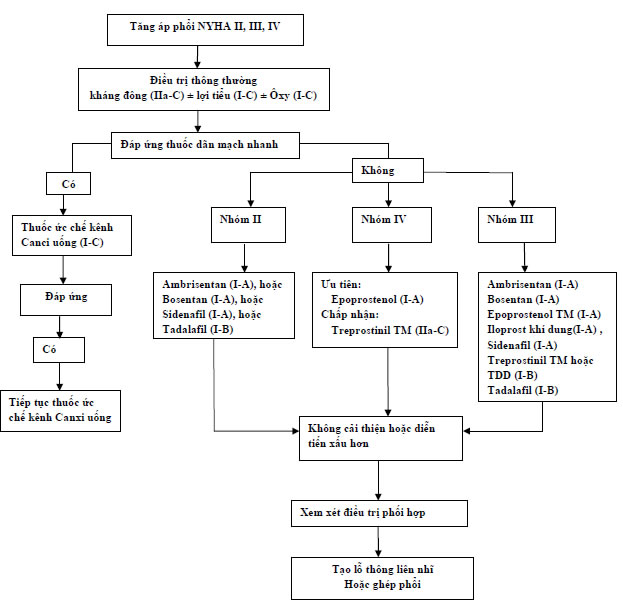 Tăng áp phổi NYHA II, III, IV
Điều trị thông thường
kháng đông (IIa-C) ± lợi tiểu (I-C) ± Ôxy (I-C)
Đáp ứng thuốc dãn mạch nhanh
Có
Không
Thuốc ức chế kênh
Canci uống (I-C)
Đáp ứng
Có
Tiếp tục thuốc ức
chế kênh Canxi uống
Nhóm II
Nhóm IV
Nhóm III
Ambrisentan (I-A), hoặc
Bosentan (I-A), hoặc
Sidenafil (I-A), hoặc
Tadalafil (I-B)
Ưu tiên:
Epoprostenol (I-A)
Chấp nhận:
Treprostinil TM (IIa-C)
Ambrisentan (I-A)
Bosentan (I-A)
Epoprostenol TM (I-A)
Iloprost khí dung(I-A) ,
Sidenafil (I-A)
Treprostinil TM hoặc
TDD (I-B)
Tadalafil (I-B)
Không cải thiện hoặc diễn
tiến xấu hơn
Xem xét điều trị phối hợp
Tạo lỗ thông liên nhĩ
Hoặc ghép phổi